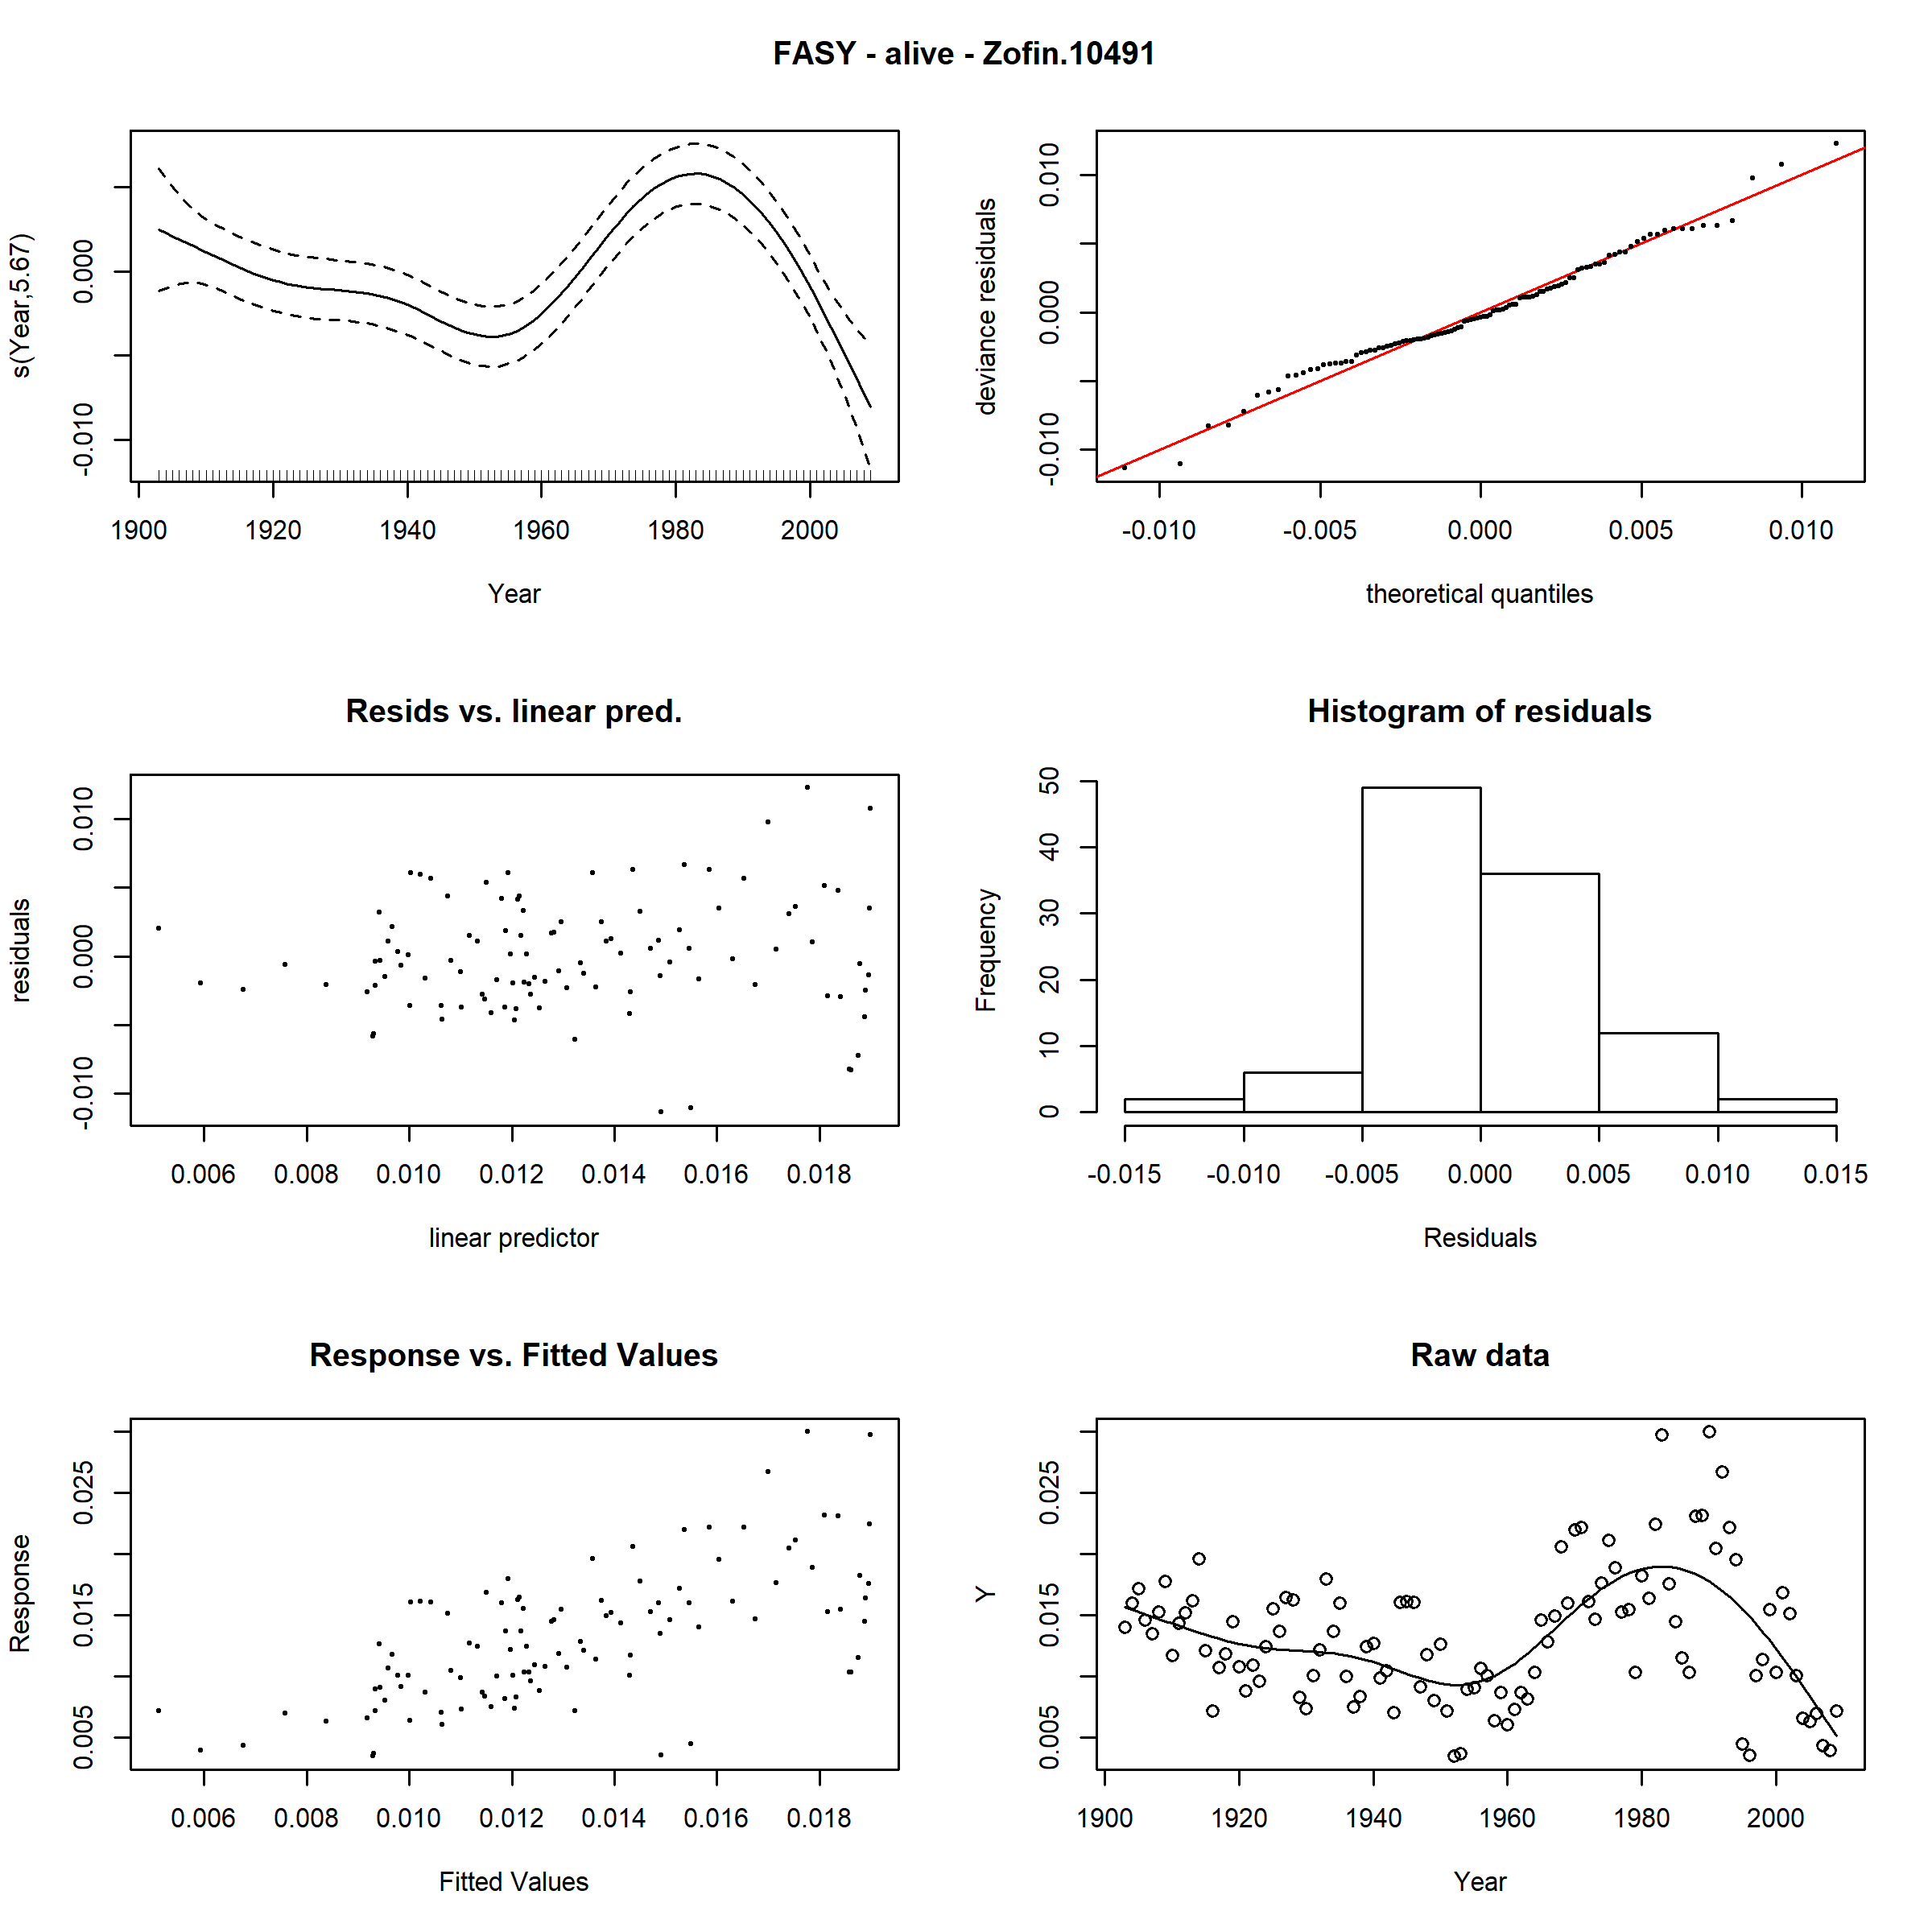 FASY - alive - Zofin.10491
s(Year,5.67)
0.000
-0.010
1900 1920 1940 1960 1980 2000
Year
deviance residuals
0.010
0.000
-0.010
-0.010 -0.005 0.000 0.005 0.010
theoretical quantiles
Resids vs. linear pred.
residuals
0.010
0.000
-0.010
0.006 0.008 0.010 0.012 0.014 0.016 0.018
linear predictor
Histogram of residuals
Frequency
50
40
30
20
10
0
-0.015 -0.010 -0.005 0.000 0.005 0.010 0.015
Residuals
Response vs. Fitted Values
Response
0.025
0.015
0.005
0.006 0.008 0.010 0.012 0.014 0.016 0.018
Fitted Values
Raw data
Y
0.025
0.015
0.005
1900 1920 1940 1960 1980 2000
Year